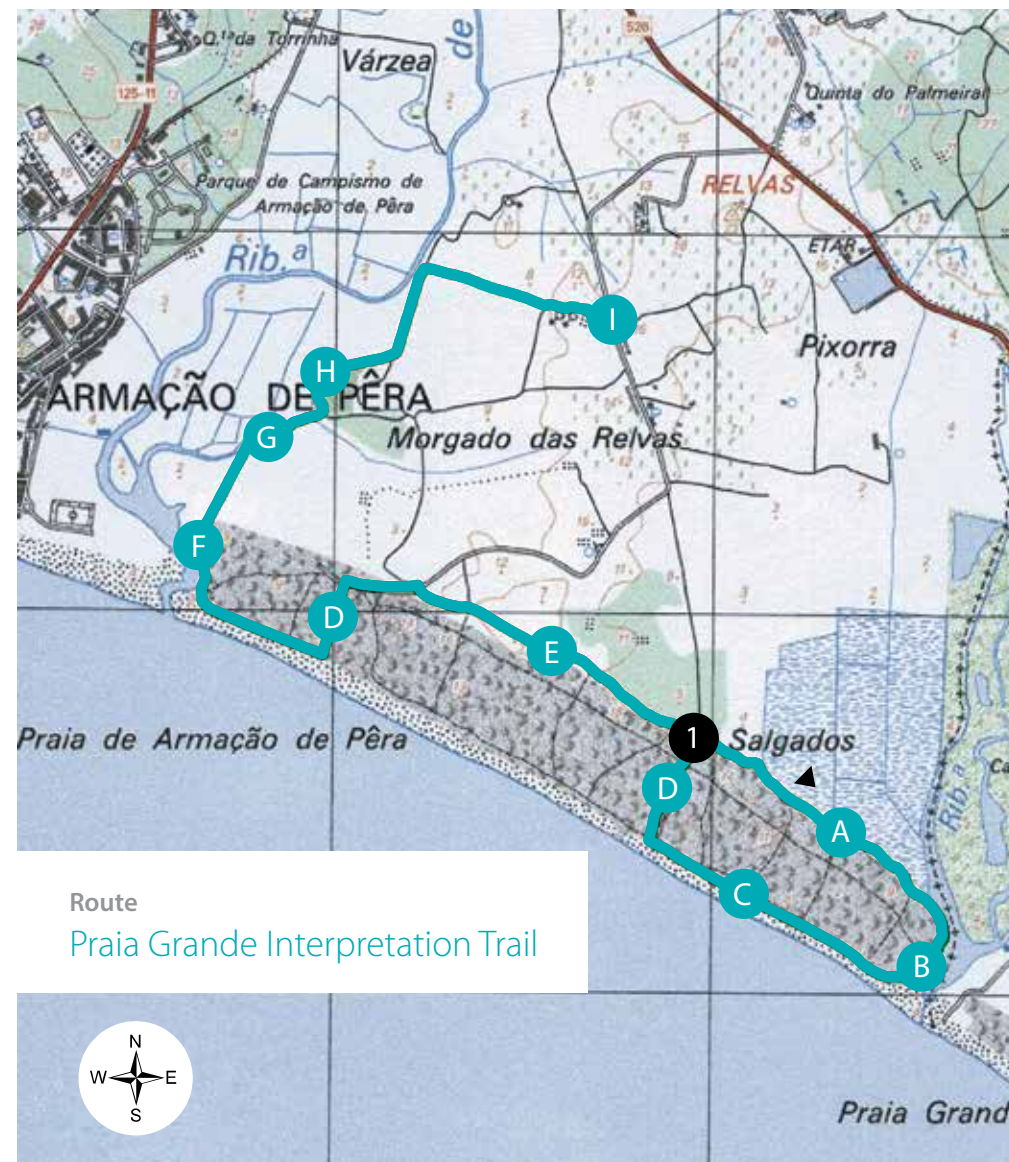 Q.ta da Torrinha
Várzea
de
526
125-11
Quinta do Palmeiral
Parque de Campismo de
Armação de Pêra
RELVAS
Rib.a
ETAR
Pixorra
I
H
ARMAÇÃO DE PÊRA
G
Morgado das Relvas
F
D
E
Praia de Armação de Pêra
1
Salgados
D
A
Rib.a
Ca
C
B
Route
Praia Grande Interpretation Trail
N
W
E
S
Praia Grand